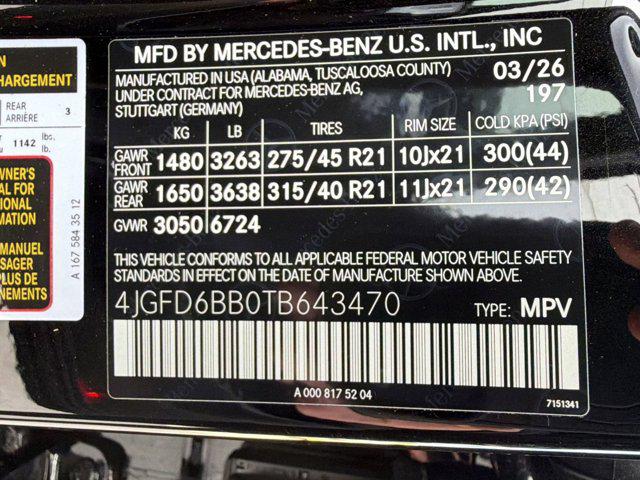 N
CHARGEMENT
REAR
ARRIÈRE 3
1142 lbs.
lb.
WNER'S
AL FOR
TIONAL
MATION
MANUEL
SAGER
PLUS DE
NEMENTS
A 167 584 35 12
MFD BY MERCEDES-BENZ U.S. INTL., INC
MANUFACTURED IN USA (ALABAMA, TUSCALOOSA COUNTY) 03/26
UNDER CONTRACT FOR MERCEDES-BENZ AG, 197
STUTTGART (GERMANY)
KG LB TIRES RIM SIZE COLD KPA (PSI)
GAWR FRONT 1480 3263 275/45 R21 10Jx21 300(44)
GAWR REAR 1650 3638 315/40 R21 11Jx21 290(42)
GVWR 3050 6724
THIS VEHICLE CONFORMS TO ALL APPLICABLE FEDERAL MOTOR VEHICLE SAFETY
STANDARDS IN EFFECT ON THE DATE OF MANUFACTURE SHOWN ABOVE.
4JGFD6BB0TB643470 TYPE: MPV
A 000 817 52 04
7151341